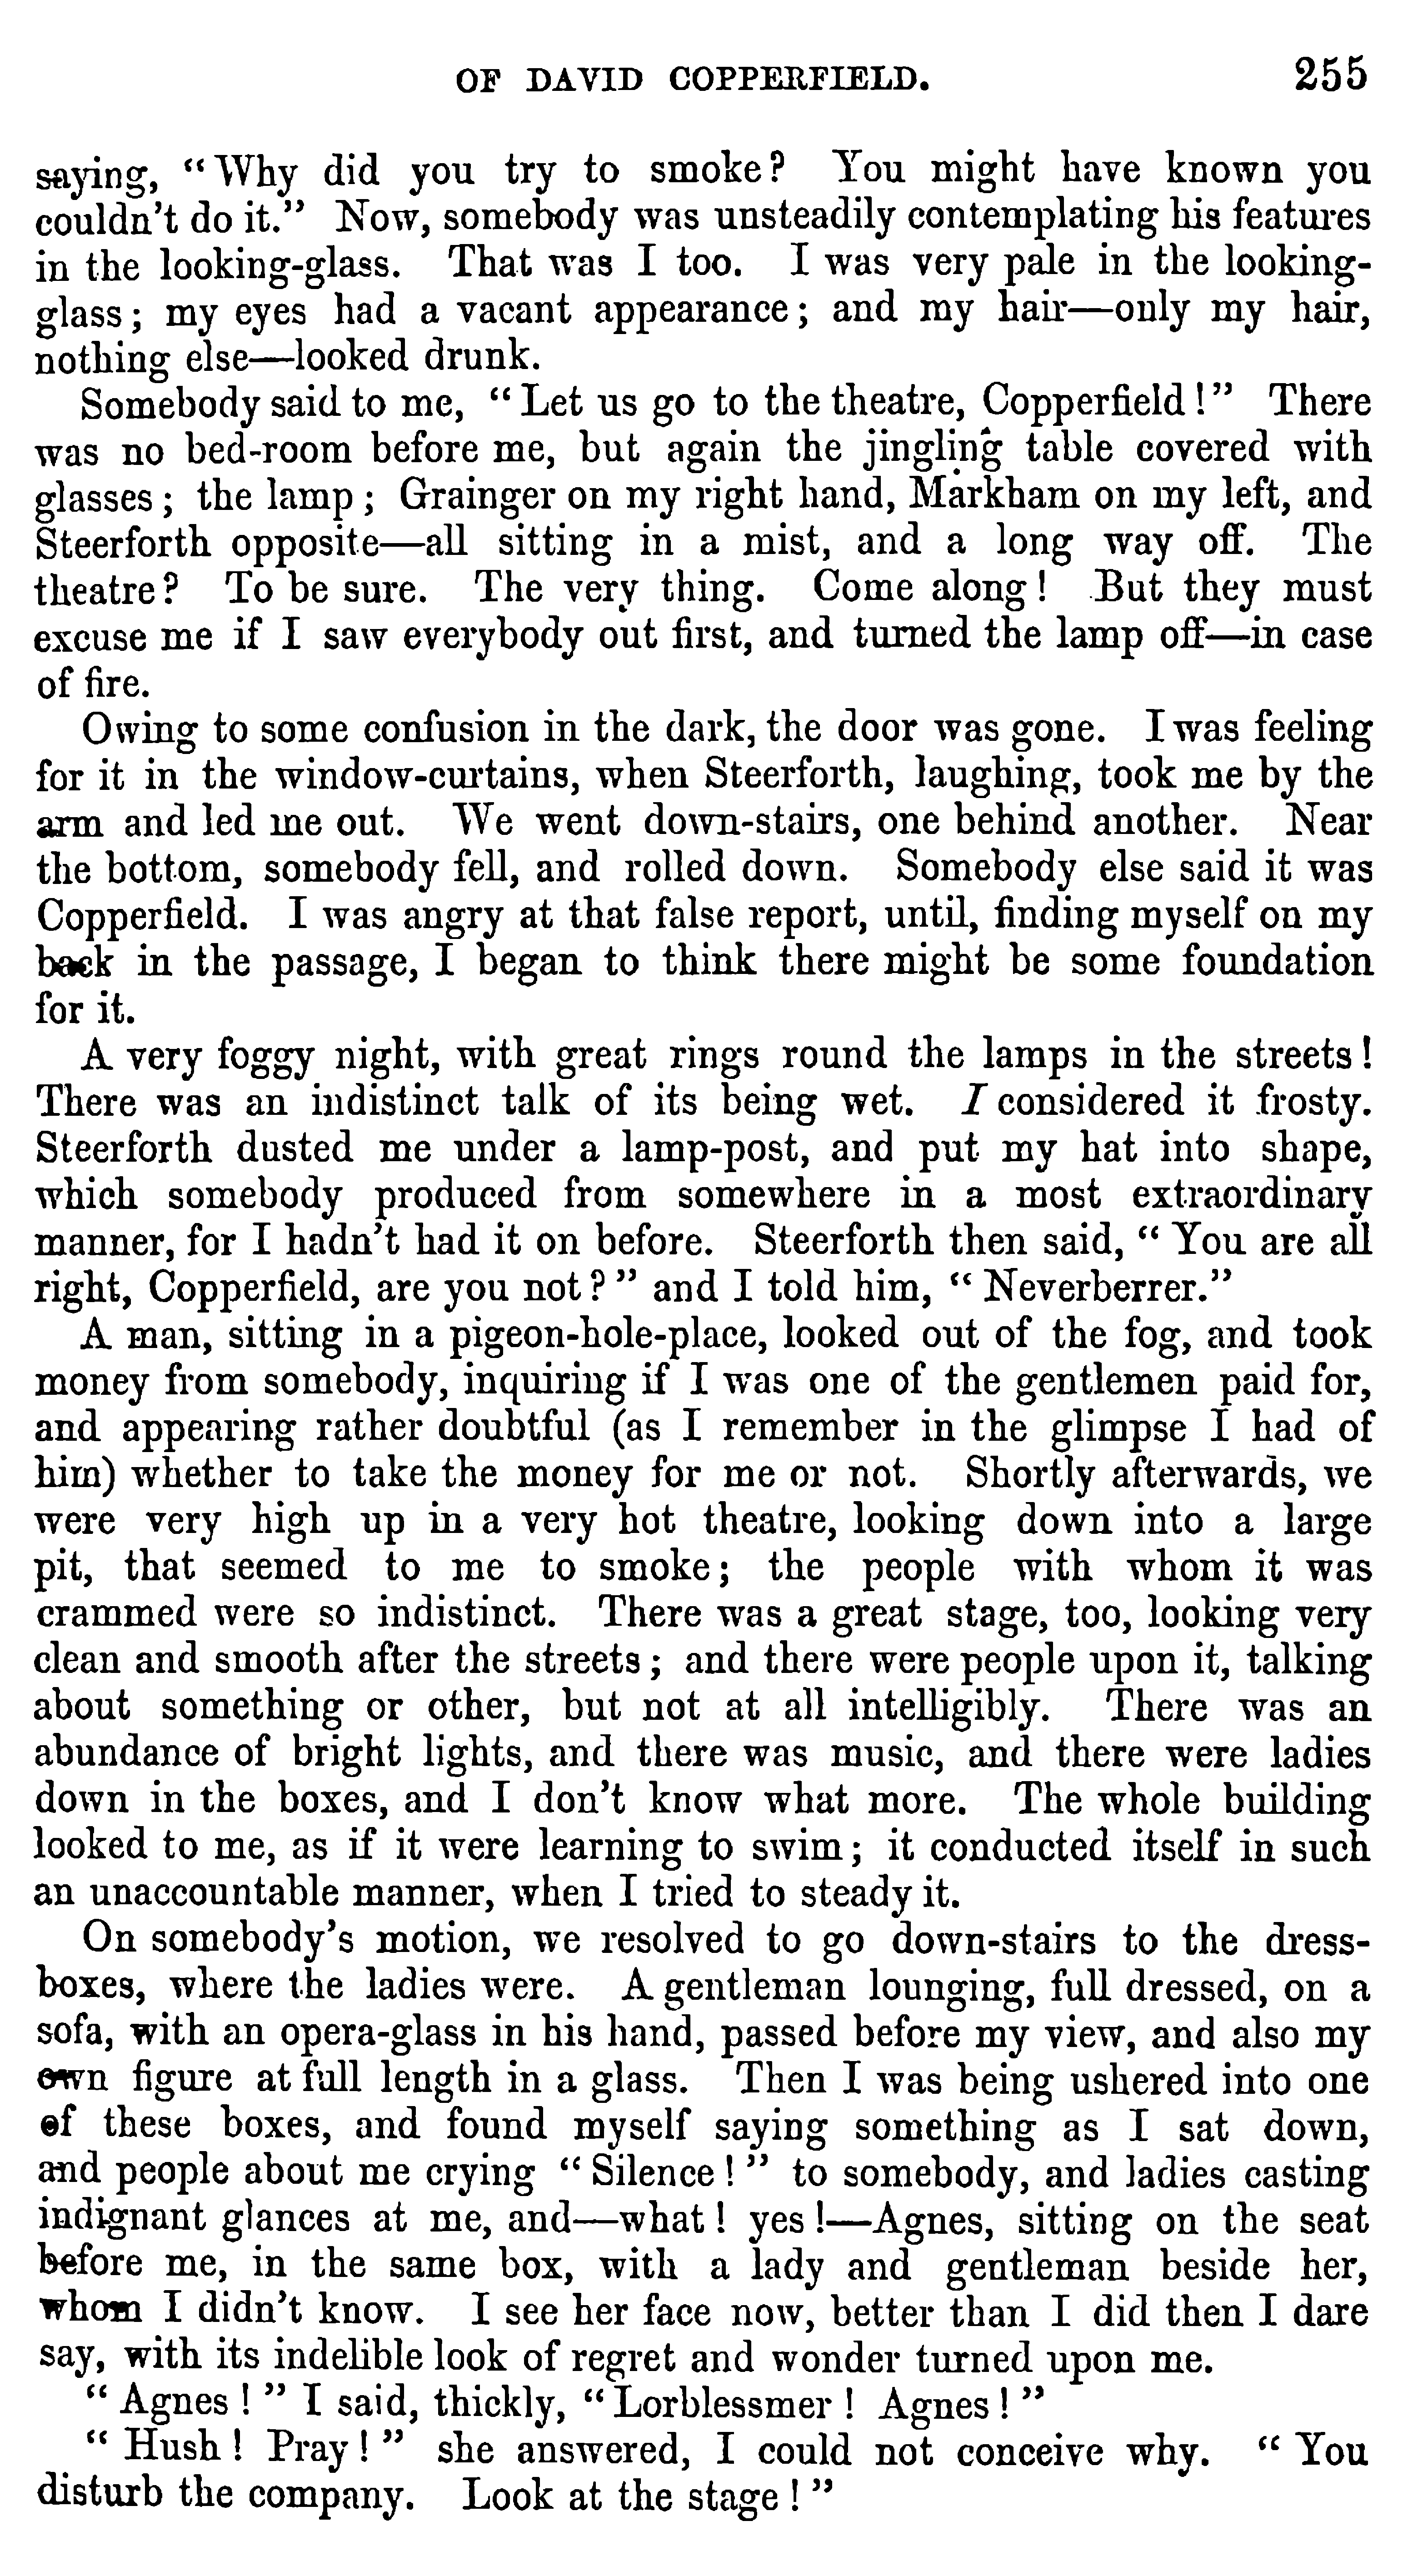 OF DAVID COPPERFIELD. 255
saying, “Why did you try to smoke? You might have known you
couldn’t do it.” Now, somebody was unsteadily contemplating his features
in the looking-glass. That was I too. I was very pale in the looking-
glass; my eyes had a vacant appearance; and my hair—only my hair,
nothing else—looked drunk.
Somebody said to me, “Let us go to the theatre, Copperfield!” There
was no bed-room before me, but again the jingling table covered with
glasses; the lamp; Grainger on my right hand, Markham on my left, and
Steerforth opposite—all sitting in a mist, and a long way off. The
theatre? To be sure. The very thing. Come along! But they must
excuse me if I saw everybody out first, and turned the lamp off—in case
of fire.
Owing to some confusion in the dark, the door was gone. I was feeling
for it in the window-curtains, when Steerforth, laughing, took me by the
arm and led me out. We went down-stairs, one behind another. Near
the bottom, somebody fell, and rolled down. Somebody else said it was
Copperfield. I was angry at that false report, until, finding myself on my
back in the passage, I began to think there might be some foundation
for it.
A very foggy night, with great rings round the lamps in the streets!
There was an indistinct talk of its being wet. I considered it frosty.
Steerforth dusted me under a lamp-post, and put my hat into shape,
which somebody produced from somewhere in a most extraordinary
manner, for I hadn’t had it on before. Steerforth then said, “You are all
right, Copperfield, are you not?” and I told him, “Neverberrer.”
A man, sitting in a pigeon-hole-place, looked out of the fog, and took
money from somebody, inquiring if I was one of the gentlemen paid for,
and appearing rather doubtful (as I remember in the glimpse I had of
him) whether to take the money for me or not. Shortly afterwards, we
were very high up in a very hot theatre, looking down into a large
pit, that seemed to me to smoke; the people with whom it was
crammed were so indistinct. There was a great stage, too, looking very
clean and smooth after the streets; and there were people upon it, talking
about something or other, but not at all intelligibly. There was an
abundance of bright lights, and there was music, and there were ladies
down in the boxes, and I don’t know what more. The whole building
looked to me, as if it were learning to swim; it conducted itself in such
an unaccountable manner, when I tried to steady it.
On somebody’s motion, we resolved to go down-stairs to the dress-
boxes, where the ladies were. A gentleman lounging, full dressed, on a
sofa, with an opera-glass in his hand, passed before my view, and also my
own figure at full length in a glass. Then I was being ushered into one
of these boxes, and found myself saying something as I sat down,
and people about me crying “Silence!” to somebody, and ladies casting
indignant glances at me, and—what! yes!—Agnes, sitting on the seat
before me, in the same box, with a lady and gentleman beside her,
whom I didn’t know. I see her face now, better than I did then I dare
say, with its indelible look of regret and wonder turned upon me.
“Agnes!” I said, thickly, “Lorblessmer! Agnes!”
“Hush! Pray!” she answered, I could not conceive why. “You
disturb the company. Look at the stage!”